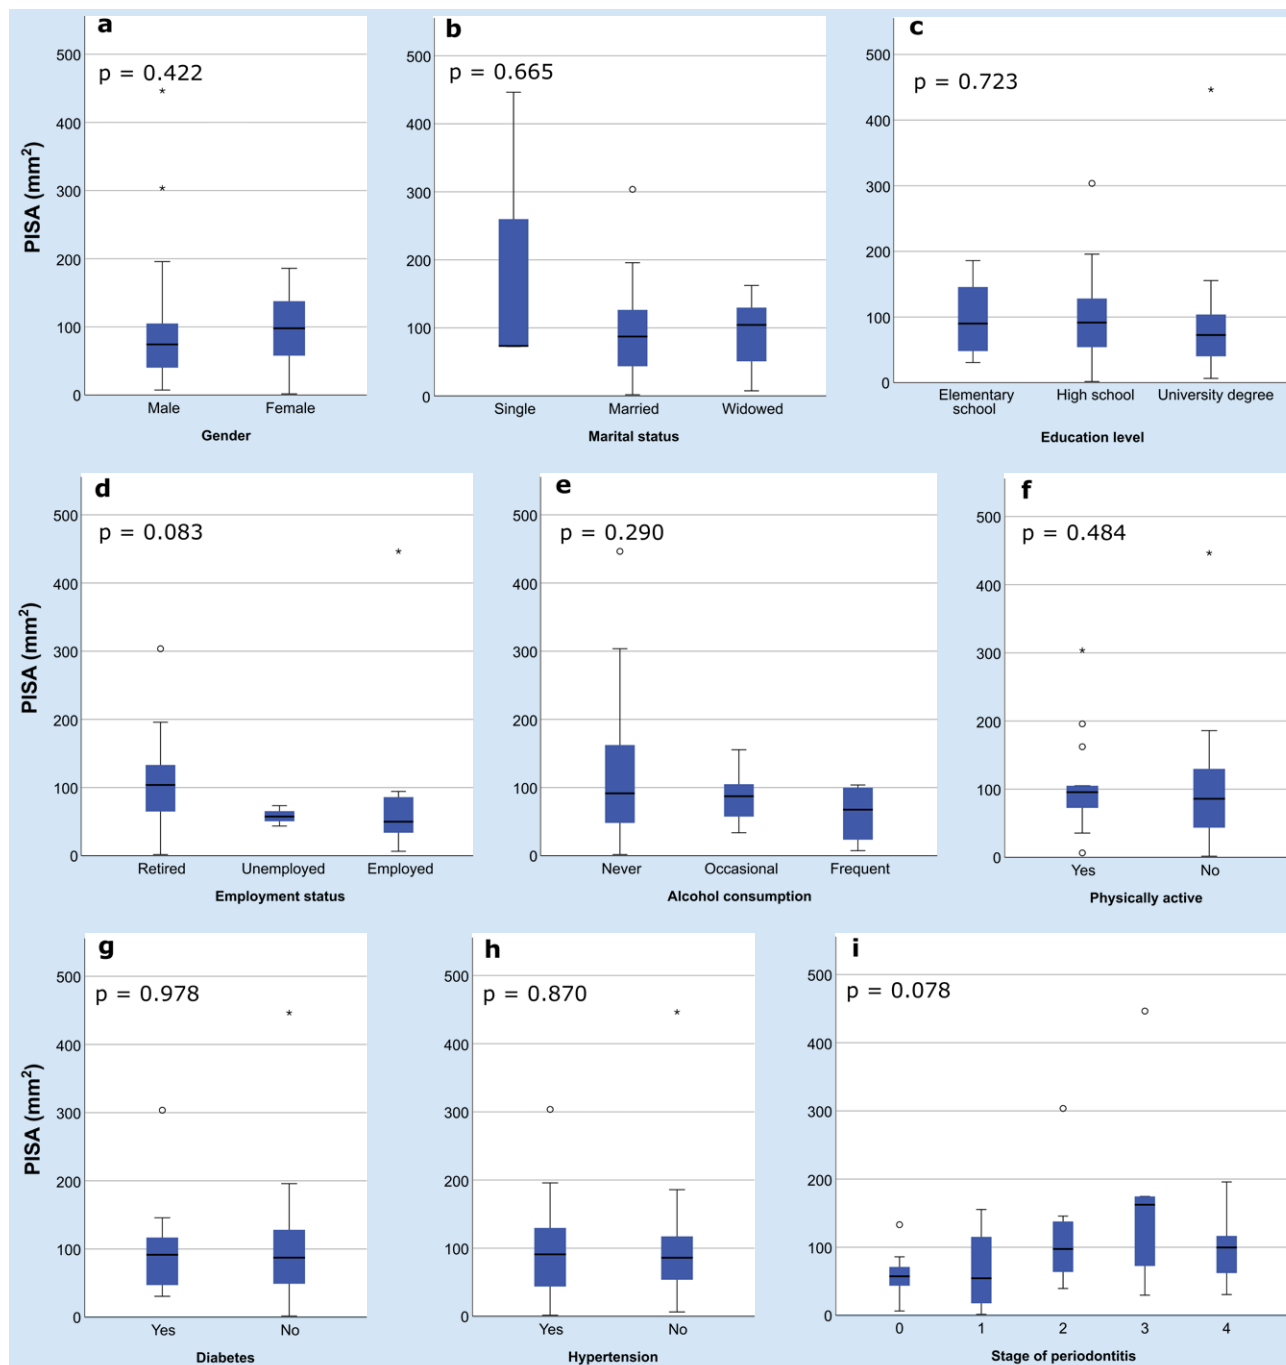 a
p = 0.422
500
400
300
200
100
0
PISA (mm²)
Male Female
Gender
b
p = 0.665
500
400
300
200
100
0
Single Married Widowed
Marital status
c
p = 0.723
500
400
300
200
100
0
Elementary school High school University degree
Education level
d
p = 0.083
500
400
300
200
100
0
PISA (mm²)
Retired Unemployed Employed
Employment status
e
p = 0.290
500
400
300
200
100
0
Never Occasional Frequent
Alcohol consumption
f
p = 0.484
500
400
300
200
100
0
Yes No
Physically active
g
p = 0.978
500
400
300
200
100
0
PISA (mm²)
Yes No
Diabetes
h
p = 0.870
500
400
300
200
100
0
Yes No
Hypertension
i
p = 0.078
500
400
300
200
100
0
0 1 2 3 4
Stage of periodontitis